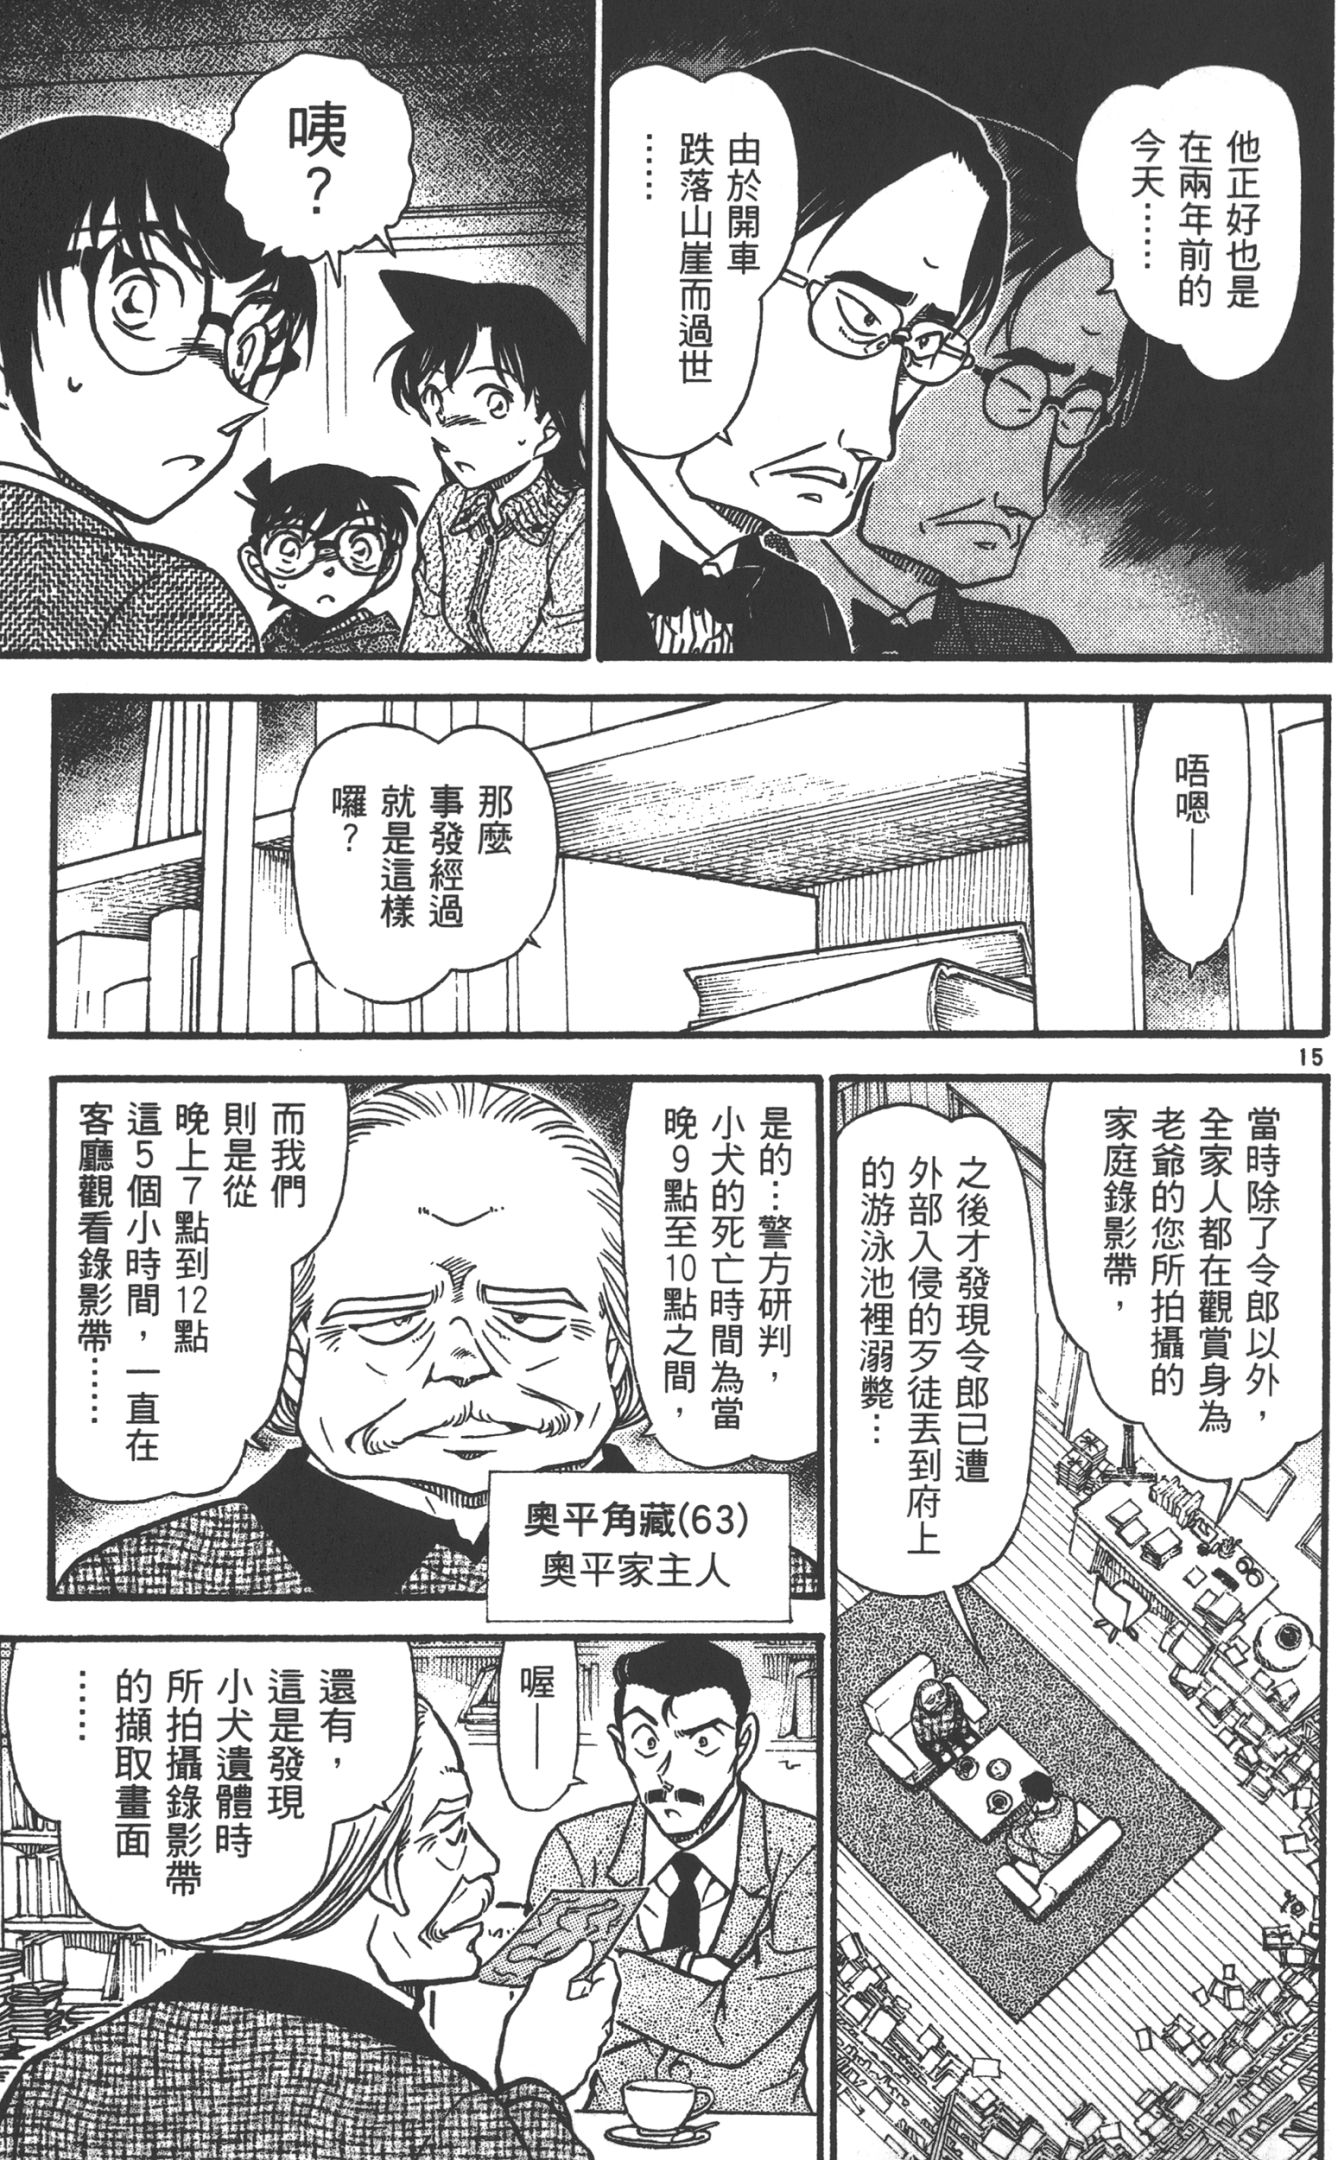 他正好也是
在兩年前的
今天……
由於開車
跌落山崖而過世
……
咦？
唔嗯──
那麼
事發經過
就是這樣
囉？
15
當時除了令郎以外，
全家人都在觀賞身為
老爺的您所拍攝的
家庭錄影帶，
之後才發現令郎已遭
外部入侵的歹徒丟到府上
的游泳池裡溺斃…
是的…警方研判，
小犬的死亡時間為當
晚9點至10點之間，
而我們
則是從
晚上7點到12點
這5個小時間，一直在
客廳觀看錄影帶……
奧平角藏(63)
奧平家主人
喔──
還有，
這是發現
小犬遺體時
所拍攝錄影帶
的擷取畫面
……